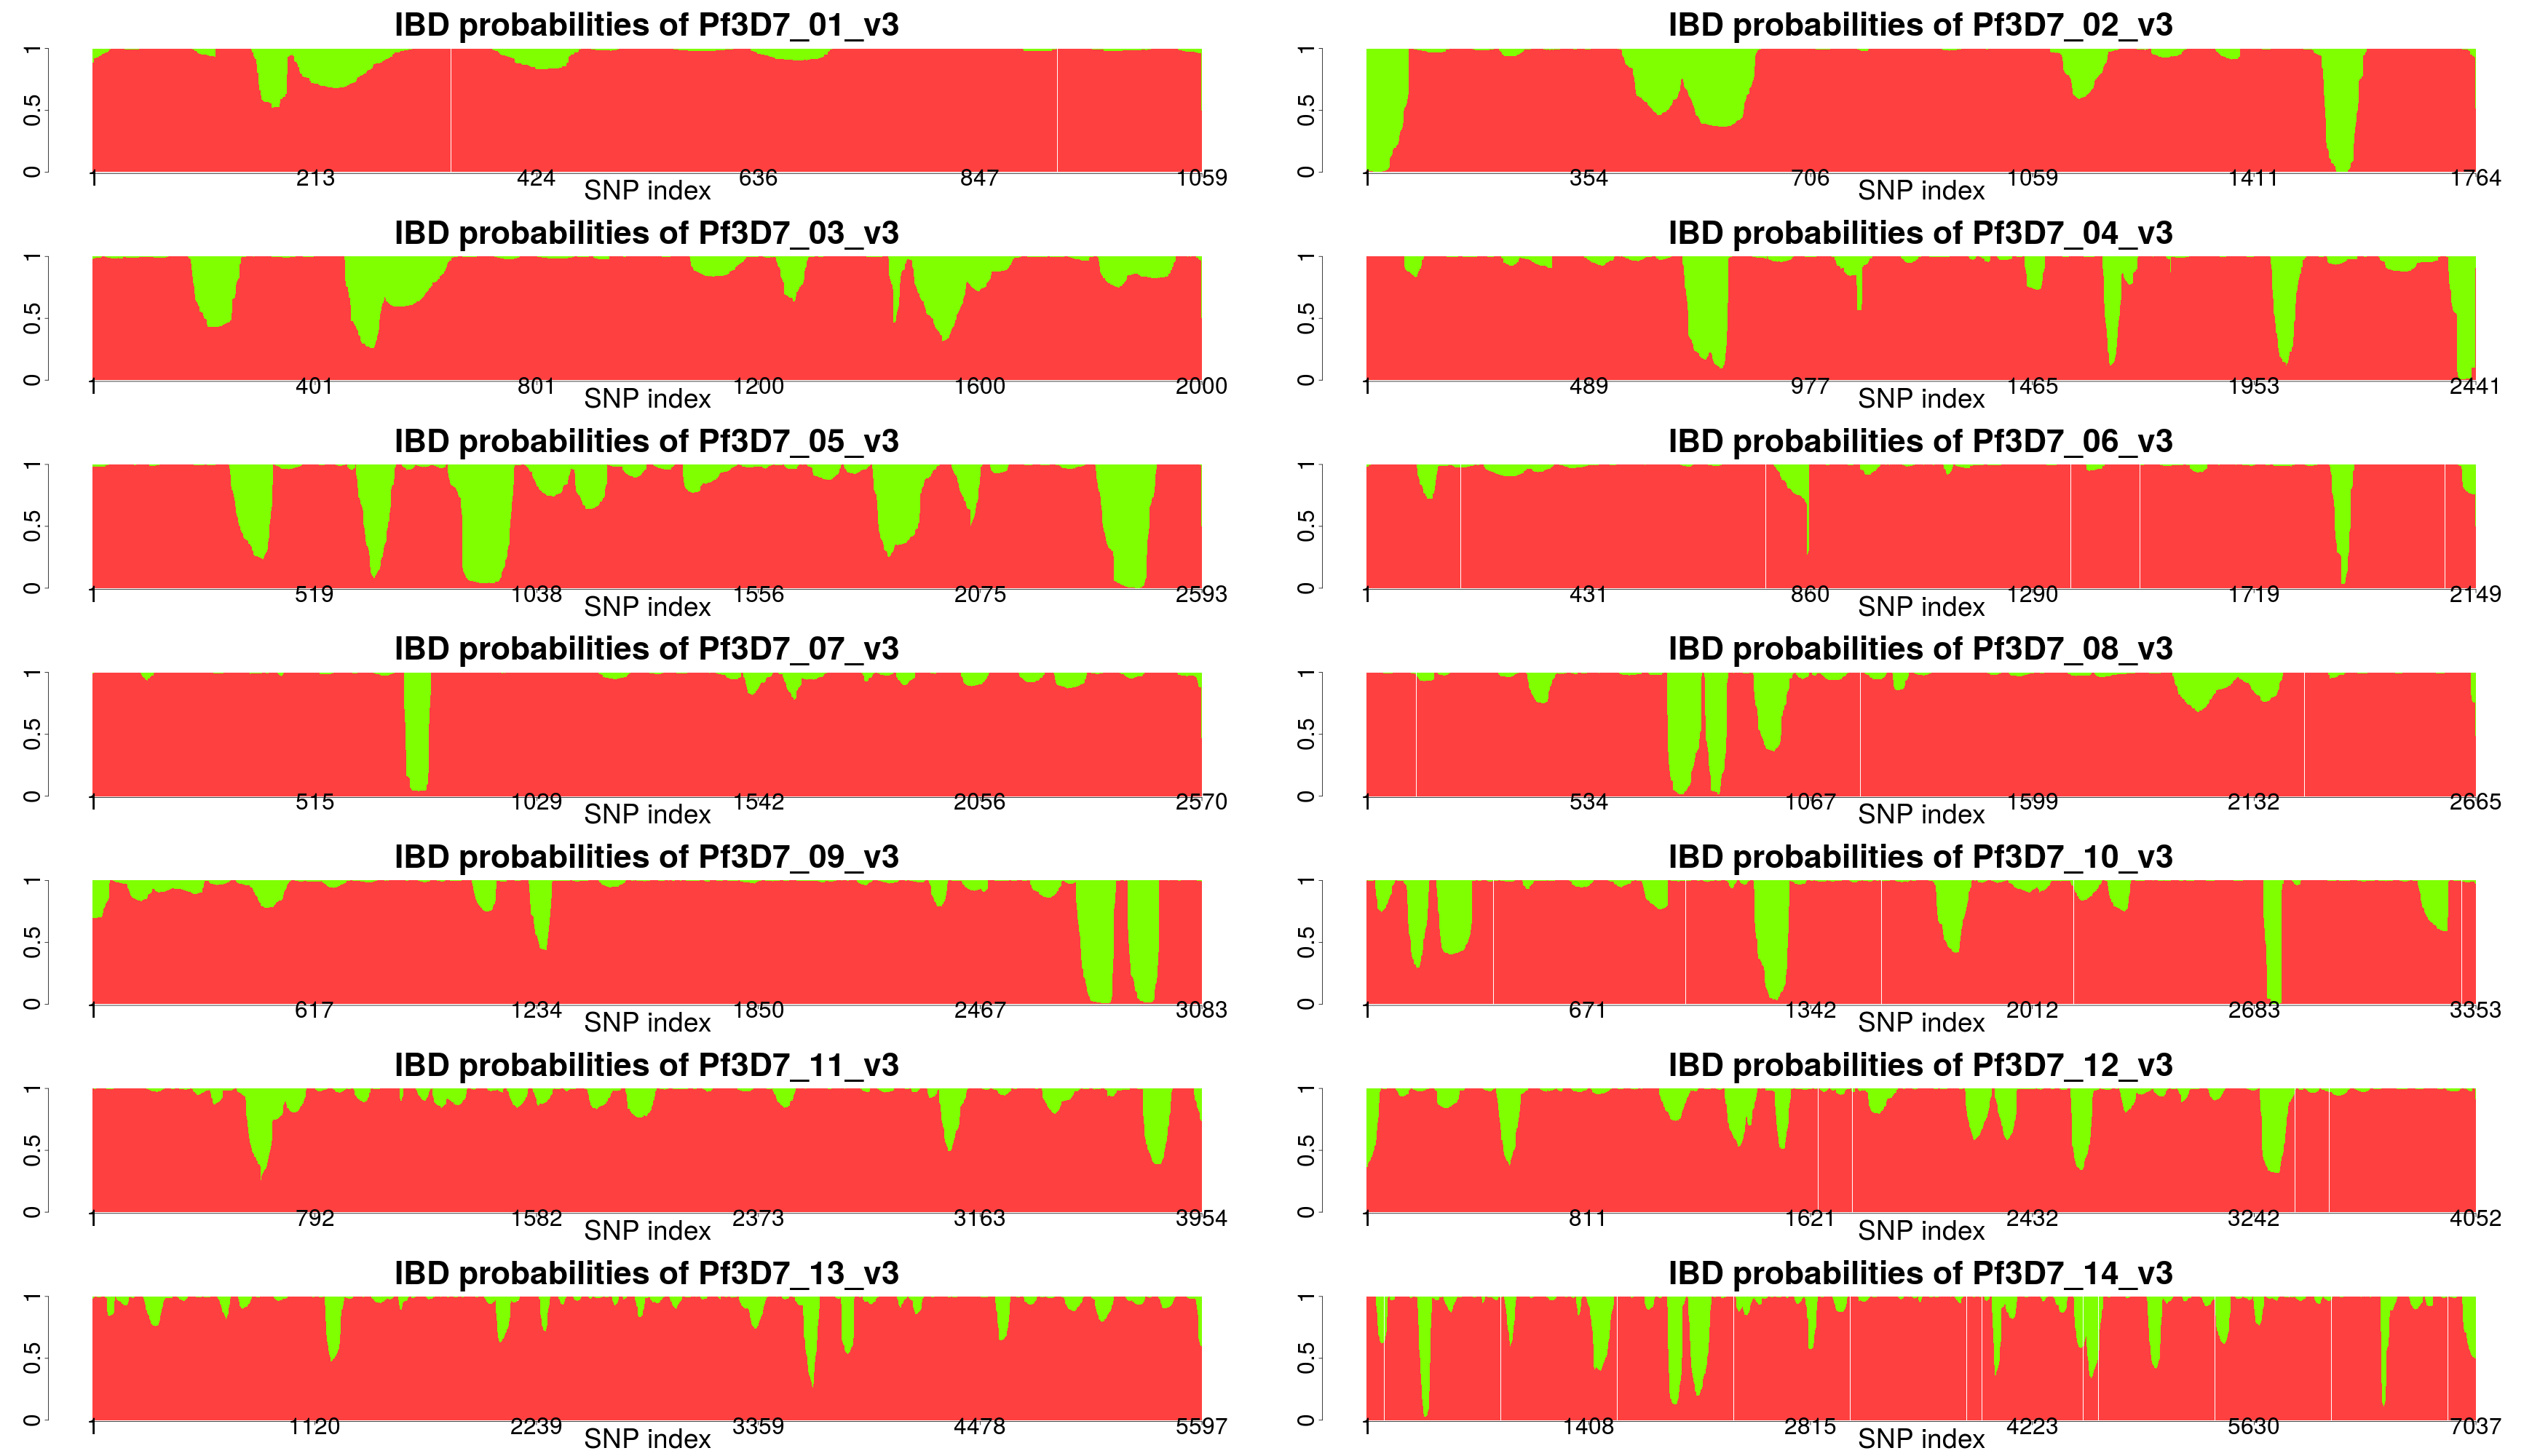 IBD probabilities of Pf3D7_01_v3
0 0.5 1
1 213 424 636 847 1059
SNP index
IBD probabilities of Pf3D7_02_v3
0 0.5 1
1 354 706 1059 1411 1764
SNP index
IBD probabilities of Pf3D7_03_v3
0 0.5 1
1 401 801 1200 1600 2000
SNP index
IBD probabilities of Pf3D7_04_v3
0 0.5 1
1 489 977 1465 1953 2441
SNP index
IBD probabilities of Pf3D7_05_v3
0 0.5 1
1 519 1038 1556 2075 2593
SNP index
IBD probabilities of Pf3D7_06_v3
0 0.5 1
1 431 860 1290 1719 2149
SNP index
IBD probabilities of Pf3D7_07_v3
0 0.5 1
1 515 1029 1542 2056 2570
SNP index
IBD probabilities of Pf3D7_08_v3
0 0.5 1
1 534 1067 1599 2132 2665
SNP index
IBD probabilities of Pf3D7_09_v3
0 0.5 1
1 617 1234 1850 2467 3083
SNP index
IBD probabilities of Pf3D7_10_v3
0 0.5 1
1 671 1342 2012 2683 3353
SNP index
IBD probabilities of Pf3D7_11_v3
0 0.5 1
1 792 1582 2373 3163 3954
SNP index
IBD probabilities of Pf3D7_12_v3
0 0.5 1
1 811 1621 2432 3242 4052
SNP index
IBD probabilities of Pf3D7_13_v3
0 0.5 1
1 1120 2239 3359 4478 5597
SNP index
IBD probabilities of Pf3D7_14_v3
0 0.5 1
1 1408 2815 4223 5630 7037
SNP index